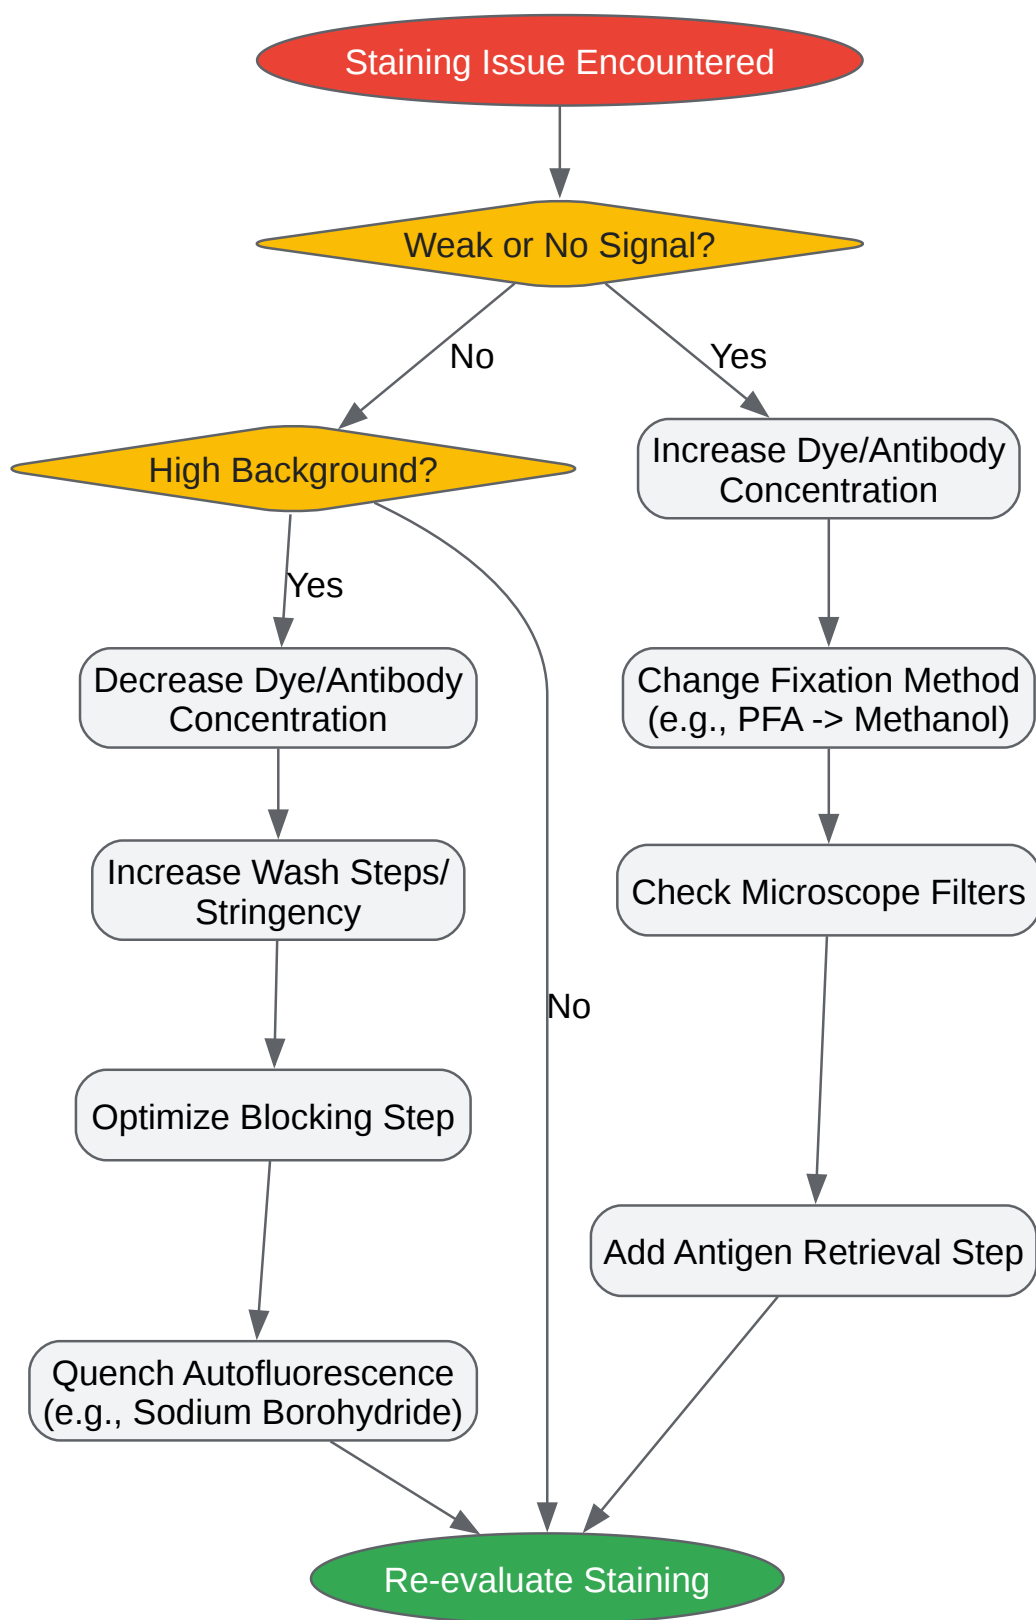 Staining Issue Encountered
Weak or No Signal?
No
Yes
High Background?
Increase Dye/Antibody
Concentration
Yes
Decrease Dye/Antibody
Concentration
Change Fixation Method
(e.g., PFA -> Methanol)
Increase Wash Steps/
Stringency
Check Microscope Filters
No
Optimize Blocking Step
Add Antigen Retrieval Step
Quench Autofluorescence
(e.g., Sodium Borohydride)
Re-evaluate Staining